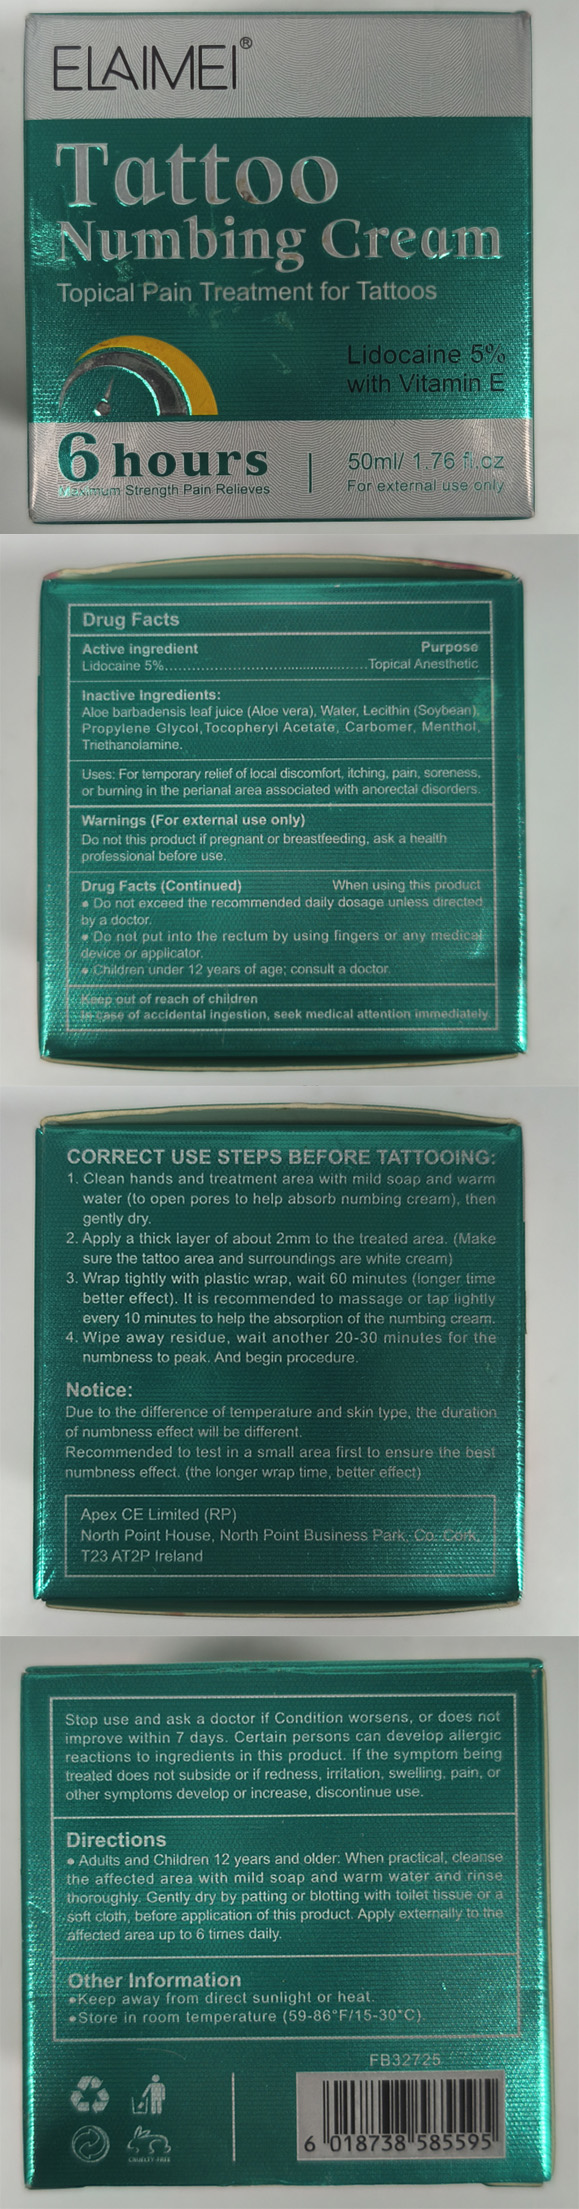 ELAIMEI®
Tattoo
Numbing Cream
Topical Pain Treatment for Tattoos
Lidocaine 5%
with Vitamin E
6 hours
Maximum Strength Pain Relieves
50ml/ 1.76 fl.oz
For external use only
Drug Facts
Active ingredient Purpose
Lidocaine 5%................................................Topical Anesthetic
Inactive Ingredients:
Aloe barbadensis leaf juice (Aloe vera), Water, Lecithin (Soybean),
Propylene Glycol,Tocopheryl Acetate, Carbomer, Menthol,
Triethanolamine.
Uses: For temporary relief of local discomfort, itching, pain, soreness,
or burning in the perianal area associated with anorectal disorders.
Warnings (For external use only)
Do not this product if pregnant or breastfeeding, ask a health
professional before use.
Drug Facts (Continued) When using this product
• Do not exceed the recommended daily dosage unless directed
by a doctor.
• Do not put into the rectum by using fingers or any medical
device or applicator.
• Children under 12 years of age; consult a doctor.
Keep out of reach of children
In case of accidental ingestion, seek medical attention immediately.
CORRECT USE STEPS BEFORE TATTOOING:
1. Clean hands and treatment area with mild soap and warm
water (to open pores to help absorb numbing cream), then
gently dry.
2. Apply a thick layer of about 2mm to the treated area. (Make
sure the tattoo area and surroundings are white cream)
3. Wrap tightly with plastic wrap, wait 60 minutes (longer time
better effect). It is recommended to massage or tap lightly
every 10 minutes to help the absorption of the numbing cream.
4. Wipe away residue, wait another 20-30 minutes for the
numbness to peak. And begin procedure.
Notice:
Due to the difference of temperature and skin type, the duration
of numbness effect will be different.
Recommended to test in a small area first to ensure the best
numbness effect. (the longer wrap time, better effect)
Apex CE Limited (RP)
North Point House, North Point Business Park, Co. Cork,
T23 AT2P Ireland
Stop use and ask a doctor if Condition worsens, or does not
improve within 7 days. Certain persons can develop allergic
reactions to ingredients in this product. If the symptom being
treated does not subside or if redness, irritation, swelling, pain, or
other symptoms develop or increase, discontinue use.
Directions
• Adults and Children 12 years and older: When practical, cleanse
the affected area with mild soap and warm water and rinse
thoroughly. Gently dry by patting or blotting with toilet tissue or a
soft cloth, before application of this product. Apply externally to the
affected area up to 6 times daily.
Other Information
•Keep away from direct sunlight or heat.
•Store in room temperature (59-86°F/15-30°C)
FB32725
CRUELTY FREE
6 018738 585595